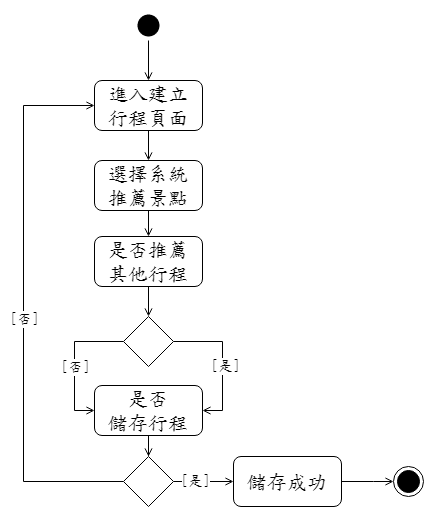 進入建立
行程頁面
選擇系統
推薦景點
是否推薦
其他行程
[否]
[否]
[是]
是否
儲存行程
[是]
儲存成功